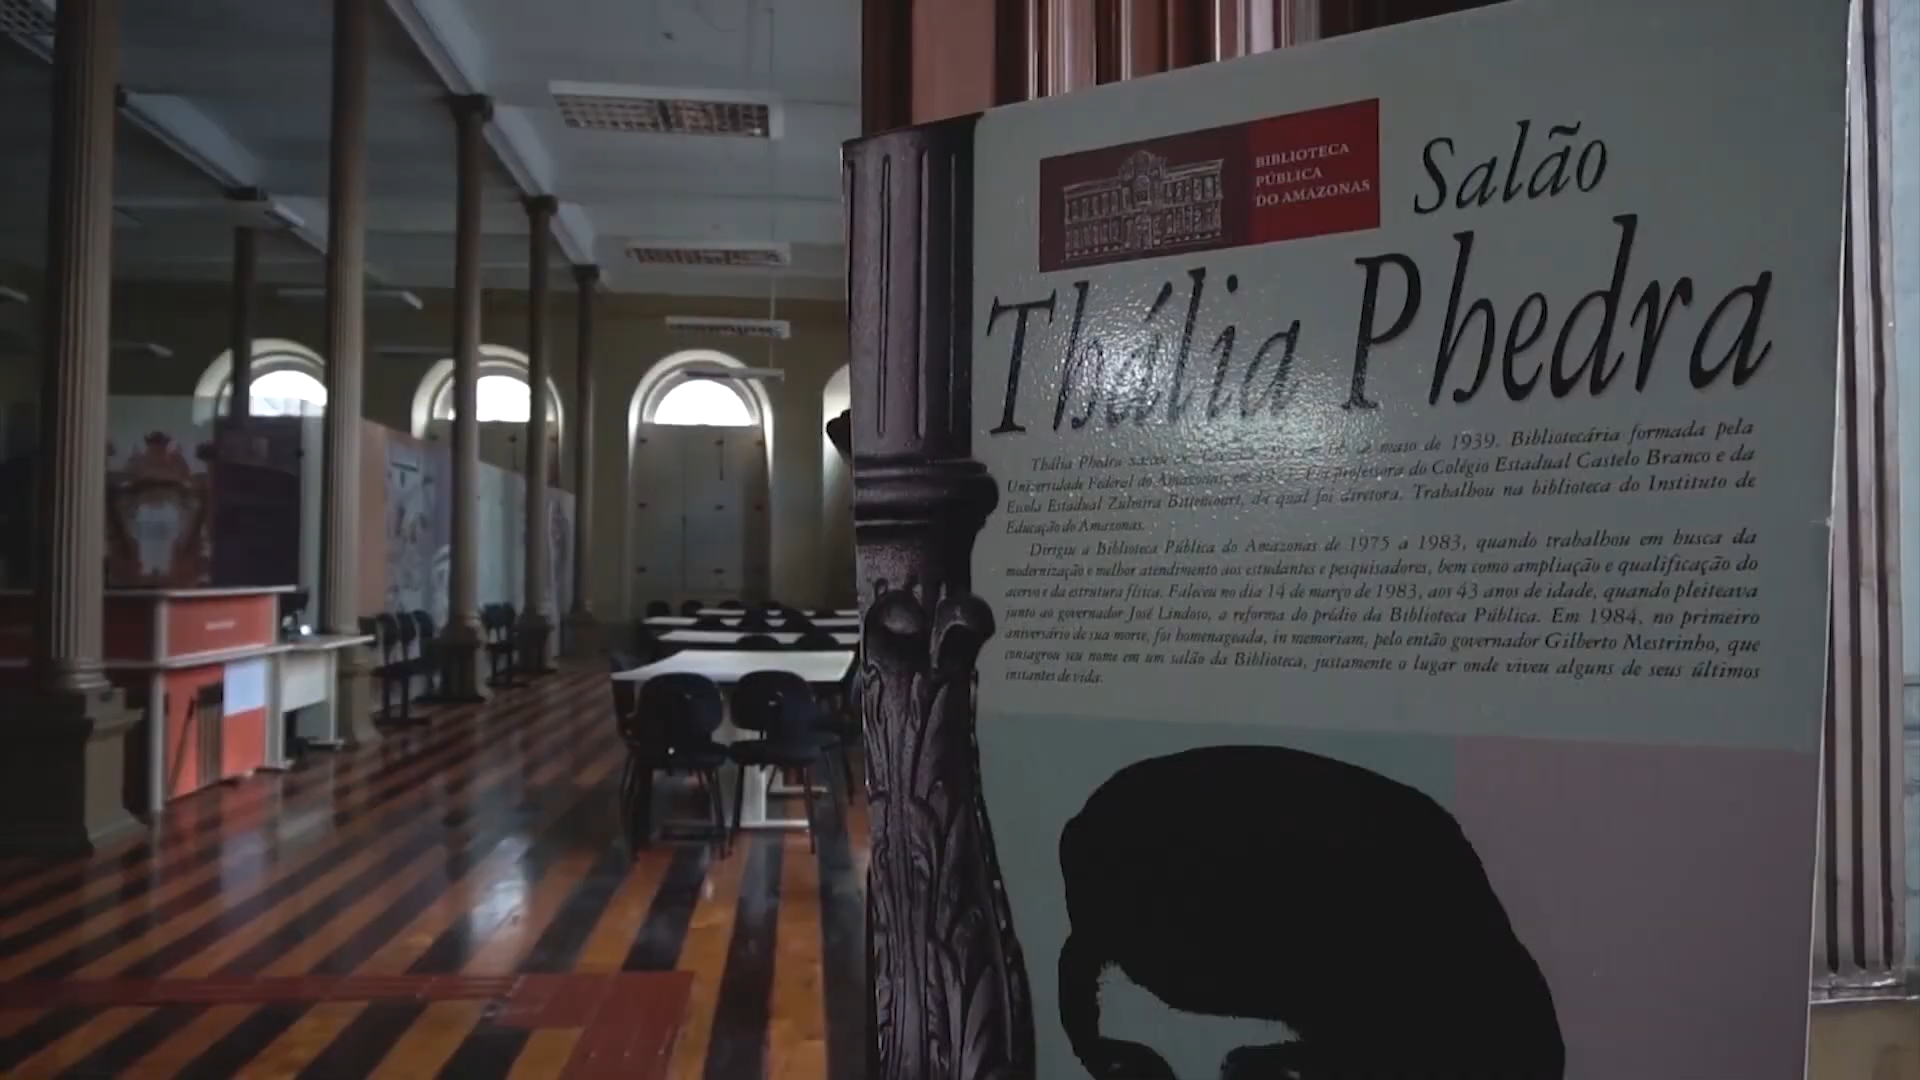 BIBLIOTECA
PÚBLICA
DO AMAZONAS
Salão
Thália Phedra
Thália Phedra de maio de 1939. Bibliotecária formada pela
Universidade Federal do Amazonas, em Foi professora do Colégio Estadual Castelo Branco e da
Escola Estadual Zulmira Bittencourt, da qual foi diretora. Trabalhou na biblioteca do Instituto de
Educação do Amazonas.
Dirigiu a Biblioteca Pública do Amazonas de 1975 a 1983, quando trabalhou em busca da
modernização e melhor atendimento aos estudantes e pesquisadores, bem como ampliação e qualificação do
acervo e da estrutura física. Faleceu no dia 14 de março de 1983, aos 43 anos de idade, quando pleiteava
junto ao governador José Lindoso, a reforma do prédio da Biblioteca Pública. Em 1984, no primeiro
aniversário de sua morte, foi homenageada, in memoriam, pelo então governador Gilberto Mestrinho, que
consagrou seu nome em um salão da Biblioteca, justamente o lugar onde viveu alguns de seus últimos
instantes de vida.